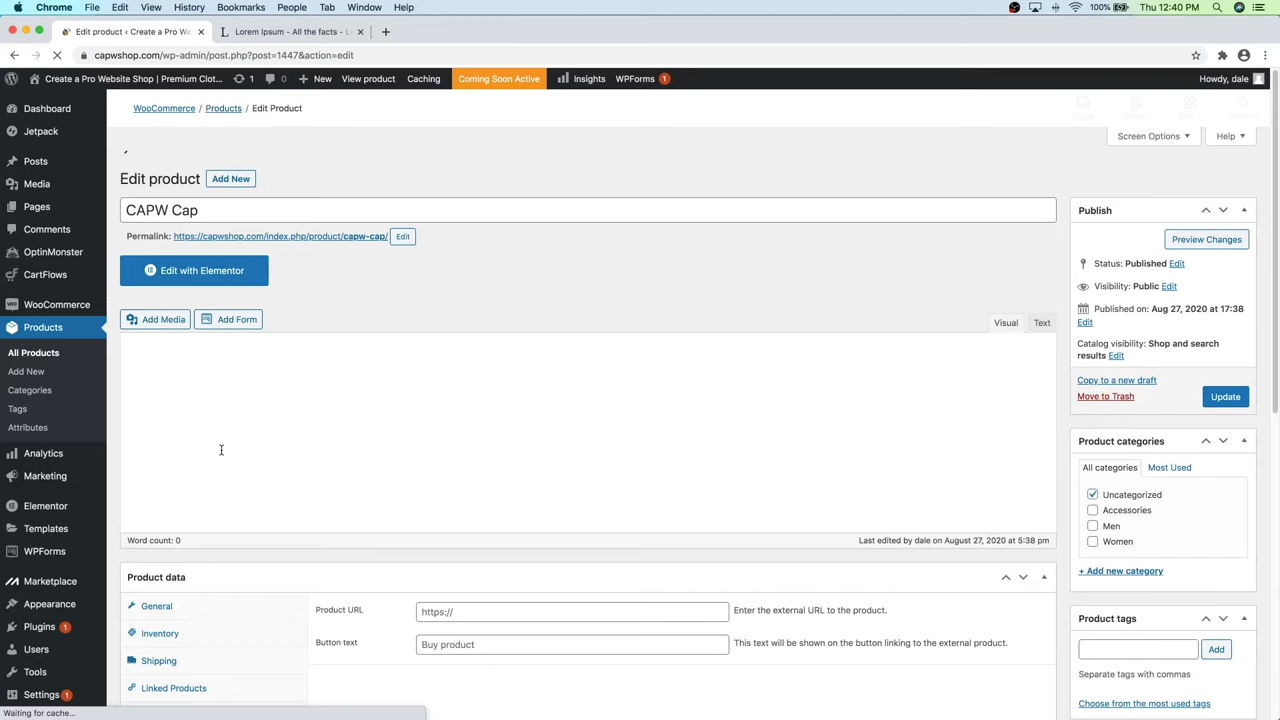 Chrome File Edit View History Bookmarks People Tab Window Help 100% Thu 12:40 PM
Edit product ‹ Create a Pro We Lorem Ipsum - All the facts - Li
capwshop.com/wp-admin/post.php?post=1447&action=edit
Create a Pro Website Shop | Premium Clot... 1 0 New View product Caching Coming Soon Active Insights WPForms 1 Howdy, dale
WooCommerce / Products / Edit Product
Screen Options Help
Edit product Add New
CAPW Cap
Permalink: https://capwshop.com/index.php/product/capw-cap/ Edit
Edit with Elementor
Add Media Add Form
Visual Text
Word count: 0 Last edited by dale on August 27, 2020 at 5:38 pm
Product data
General
Inventory
Shipping
Linked Products
Product URL https:// Enter the external URL to the product.
Button text Buy product This text will be shown on the button linking to the external product.
Dashboard
Jetpack
Posts
Media
Pages
Comments
OptinMonster
CartFlows
WooCommerce
Products
All Products
Add New
Categories
Tags
Attributes
Analytics
Marketing
Elementor
Templates
WPForms
Marketplace
Appearance
Plugins 1
Users
Tools
Settings 1
Waiting for cache...
Publish
Preview Changes
Status: Published Edit
Visibility: Public Edit
Published on: Aug 27, 2020 at 17:38
Edit
Catalog visibility: Shop and search
results Edit
Copy to a new draft
Move to Trash Update
Product categories
All categories Most Used
Uncategorized
Accessories
Men
Women
+ Add new category
Product tags
Add
Separate tags with commas
Choose from the most used tags